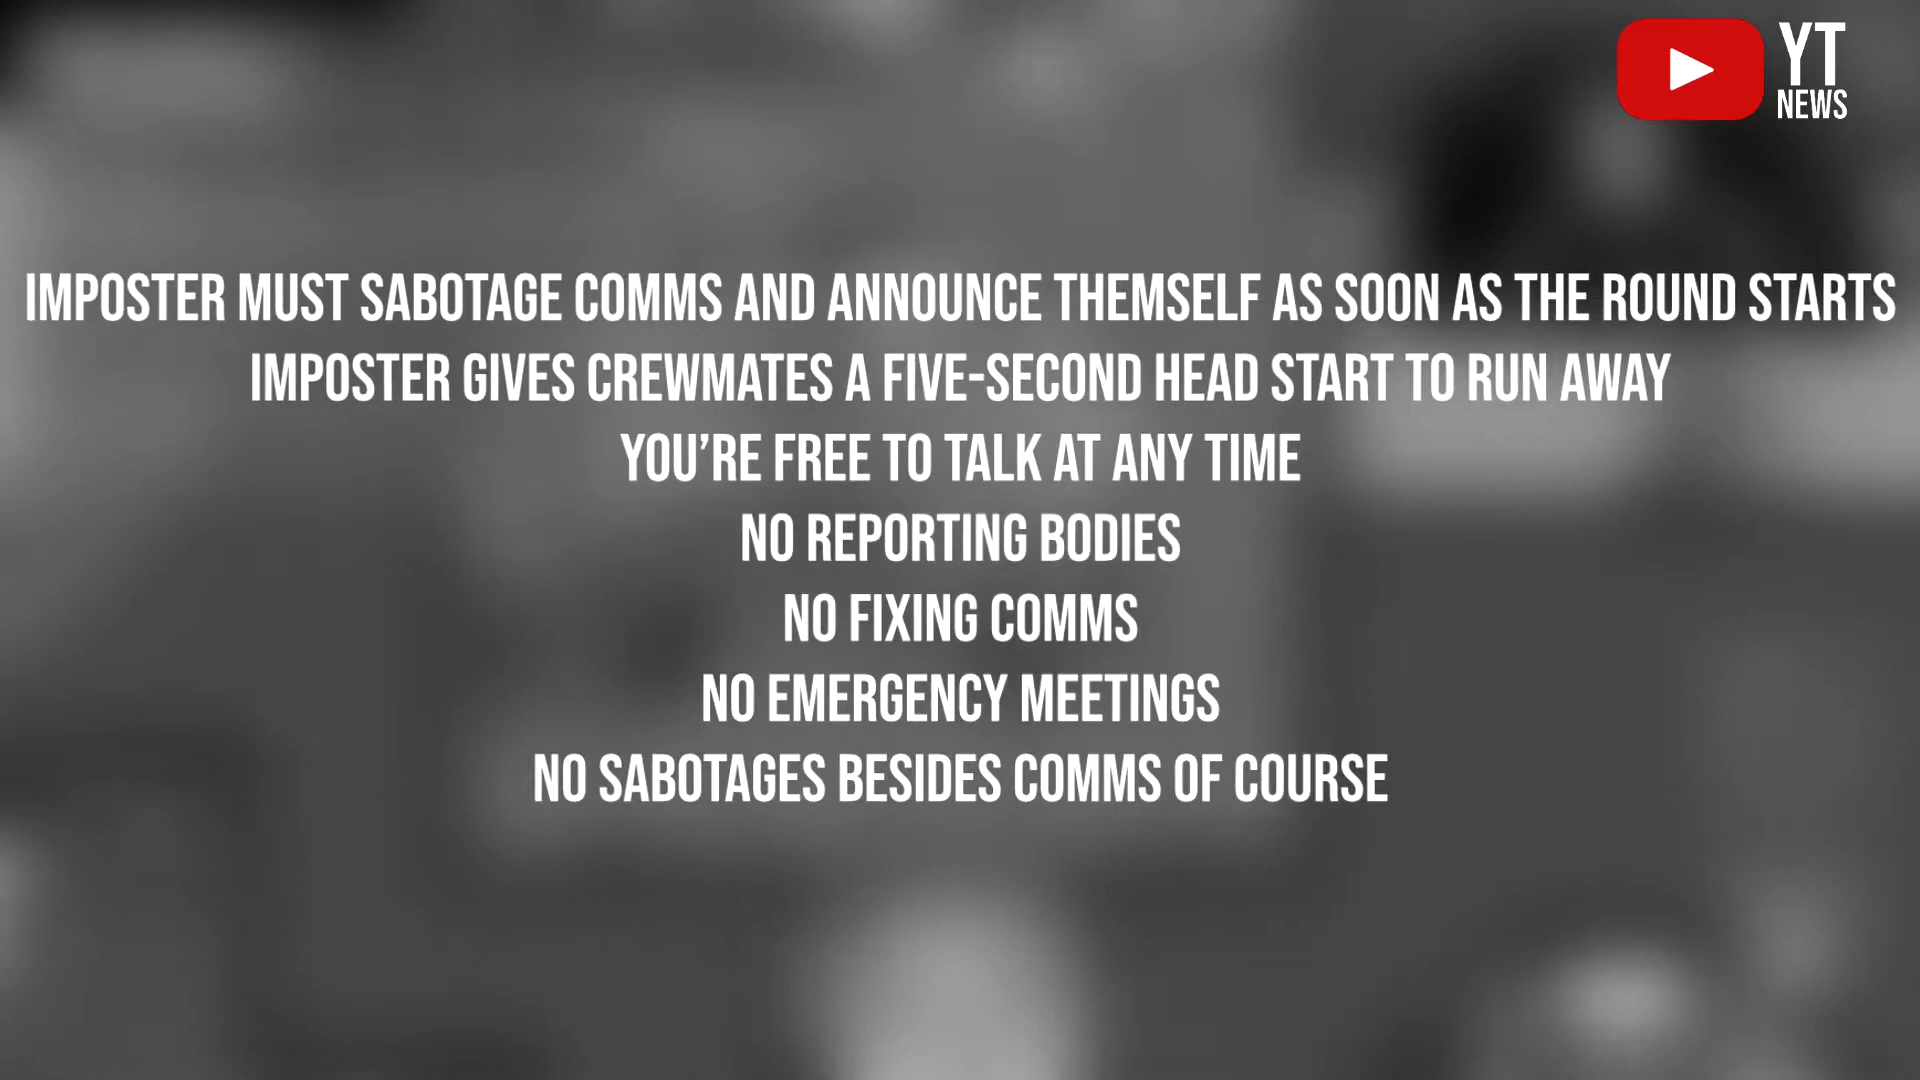 YT
NEWS
IMPOSTER MUST SABOTAGE COMMS AND ANNOUNCE THEMSELF AS SOON AS THE ROUND STARTS
IMPOSTER GIVES CREWMATES A FIVE-SECOND HEAD START TO RUN AWAY
YOU’RE FREE TO TALK AT ANY TIME
NO REPORTING BODIES
NO FIXING COMMS
NO EMERGENCY MEETINGS
NO SABOTAGES BESIDES COMMS OF COURSE